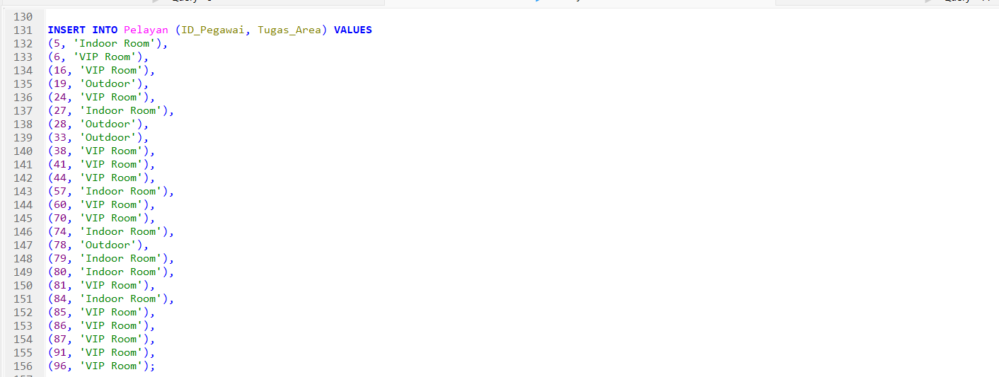 130
131 INSERT INTO Pelayan (ID_Pegawai, Tugas_Area) VALUES
132 (5, 'Indoor Room'),
133 (6, 'VIP Room'),
134 (16, 'VIP Room'),
135 (19, 'Outdoor'),
136 (24, 'VIP Room'),
137 (27, 'Indoor Room'),
138 (28, 'Outdoor'),
139 (33, 'Outdoor'),
140 (38, 'VIP Room'),
141 (41, 'VIP Room'),
142 (44, 'VIP Room'),
143 (57, 'Indoor Room'),
144 (60, 'VIP Room'),
145 (70, 'VIP Room'),
146 (74, 'Indoor Room'),
147 (78, 'Outdoor'),
148 (79, 'Indoor Room'),
149 (80, 'Indoor Room'),
150 (81, 'VIP Room'),
151 (84, 'Indoor Room'),
152 (85, 'VIP Room'),
153 (86, 'VIP Room'),
154 (87, 'VIP Room'),
155 (91, 'VIP Room'),
156 (96, 'VIP Room');